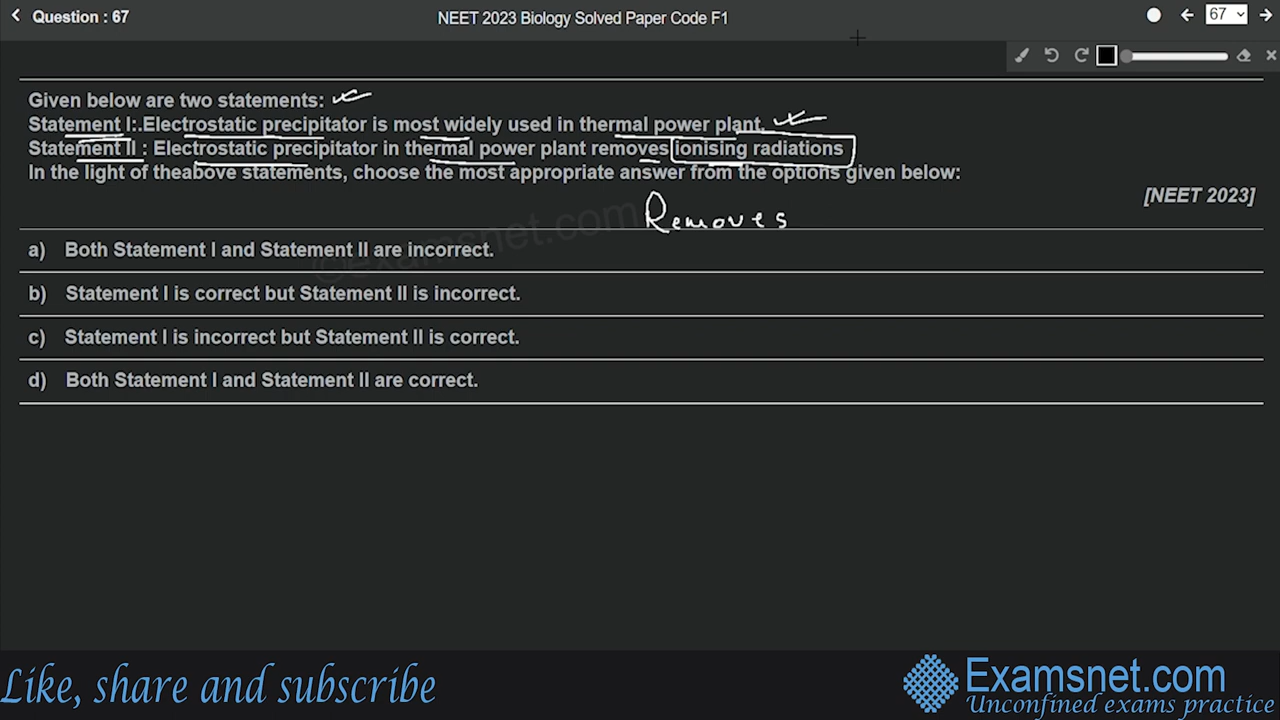 Question : 67
NEET 2023 Biology Solved Paper Code F1
67
Given below are two statements:
Statement I:.Electrostatic precipitator is most widely used in thermal power plant.
Statement II : Electrostatic precipitator in thermal power plant removes ionising radiations
In the light of theabove statements, choose the most appropriate answer from the options given below:
[NEET 2023]
Removes
©examsnet.com
a) Both Statement I and Statement II are incorrect.
b) Statement I is correct but Statement II is incorrect.
c) Statement I is incorrect but Statement II is correct.
d) Both Statement I and Statement II are correct.
Like, share and subscribe
Examsnet.com
Unconfined exams practice